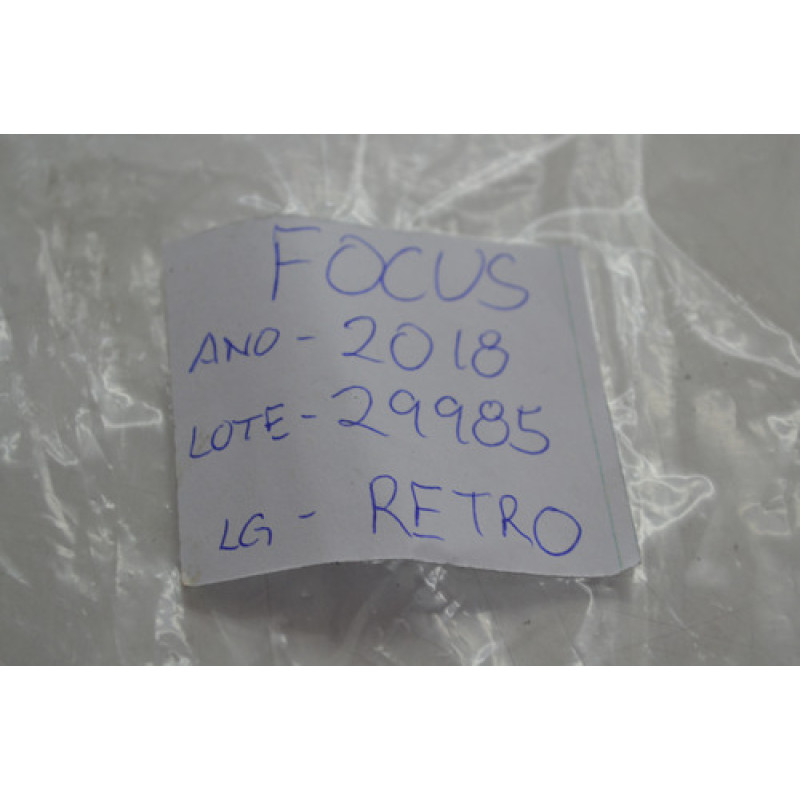 FOCUS
ANO - 2018
LOTE - 29985
LG - RETRO